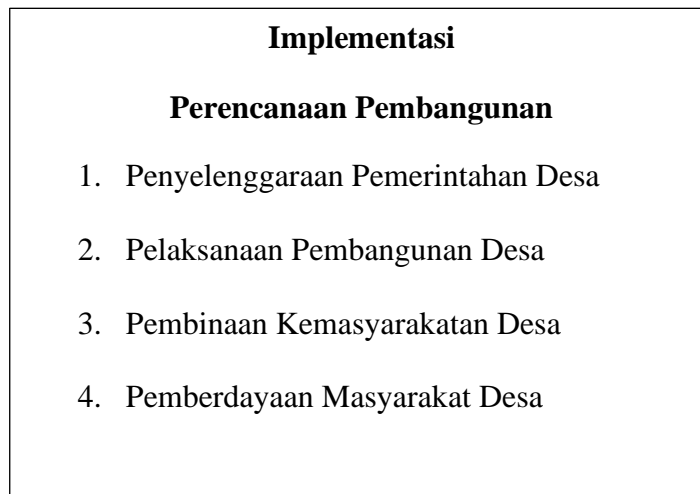 Implementasi
Perencanaan Pembangunan
1. Penyelenggaraan Pemerintahan Desa
2. Pelaksanaan Pembangunan Desa
3. Pembinaan Kemasyarakatan Desa
4. Pemberdayaan Masyarakat Desa